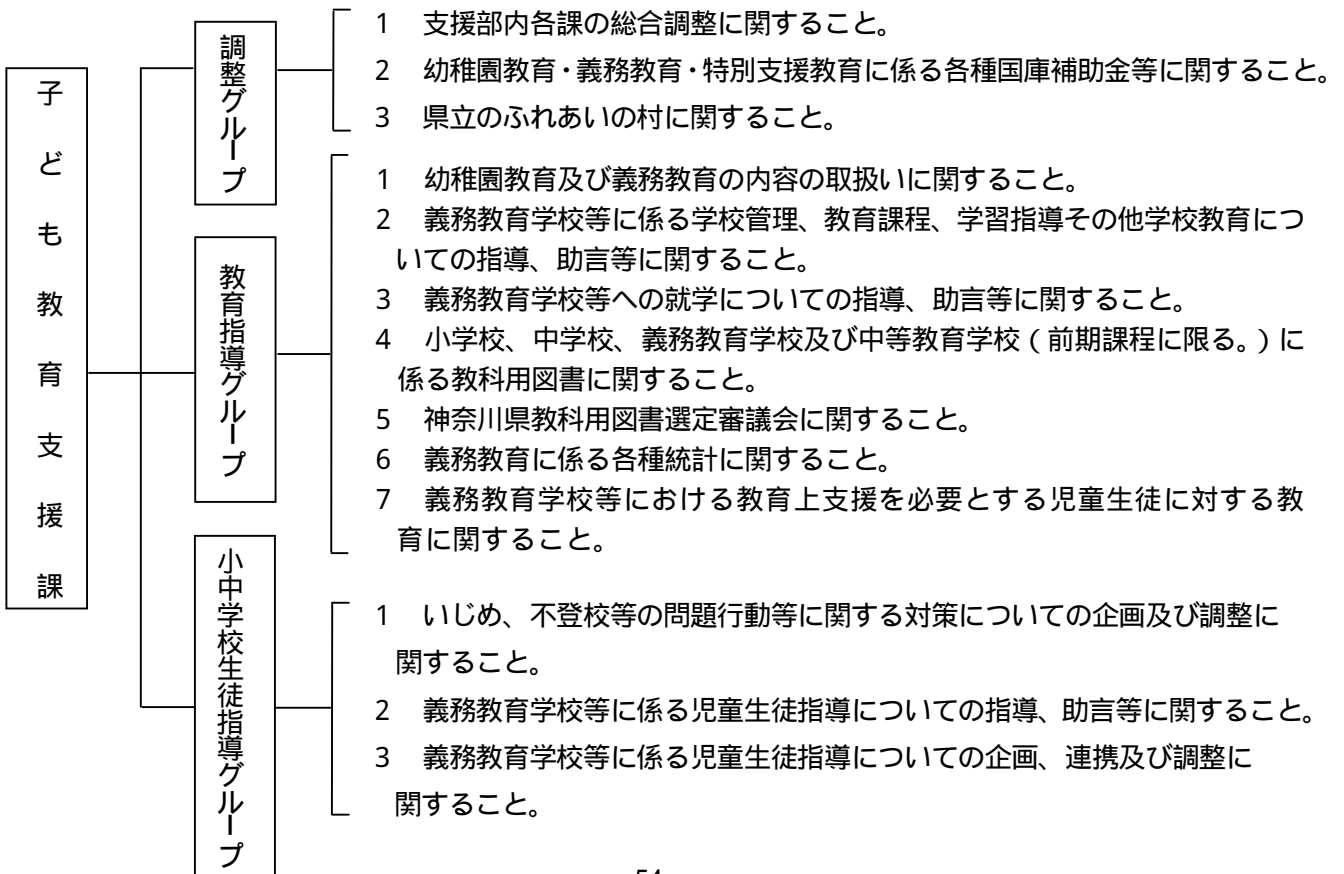 子ども教育支援課
調整グループ
1 支援部内各課の総合調整に関すること。
2 幼稚園教育・義務教育・特別支援教育に係る各種国庫補助金等に関すること。
3 県立のふれあいの村に関すること。
教育指導グループ
1 幼稚園教育及び義務教育の内容の取扱いに関すること。
2 義務教育学校等に係る学校管理、教育課程、学習指導その他学校教育につ
いての指導、助言等に関すること。
3 義務教育学校等への就学についての指導、助言等に関すること。
4 小学校、中学校、義務教育学校及び中等教育学校（前期課程に限る。）に
係る教科用図書に関すること。
5 神奈川県教科用図書選定審議会に関すること。
6 義務教育に係る各種統計に関すること。
7 義務教育学校等における教育上支援を必要とする児童生徒に対する教
育に関すること。
小中学校生徒指導グループ
1 いじめ、不登校等の問題行動等に関する対策についての企画及び調整に
関すること。
2 義務教育学校等に係る児童生徒指導についての指導、助言等に関すること。
3 義務教育学校等に係る児童生徒指導についての企画、連携及び調整に
関すること。